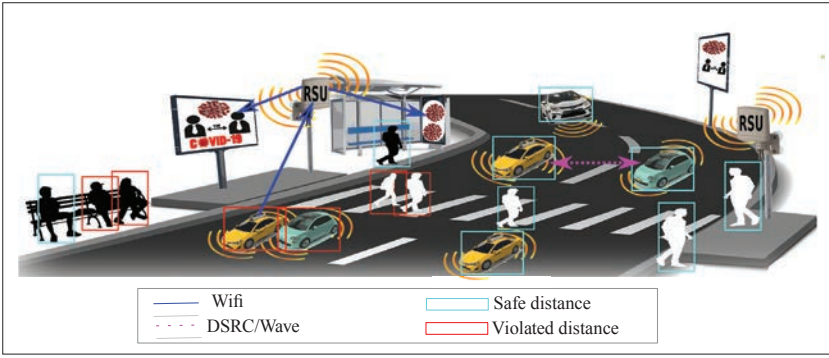 RSU
RSU
COVID-19
Wifi
DSRC/Wave
Safe distance
Violated distance